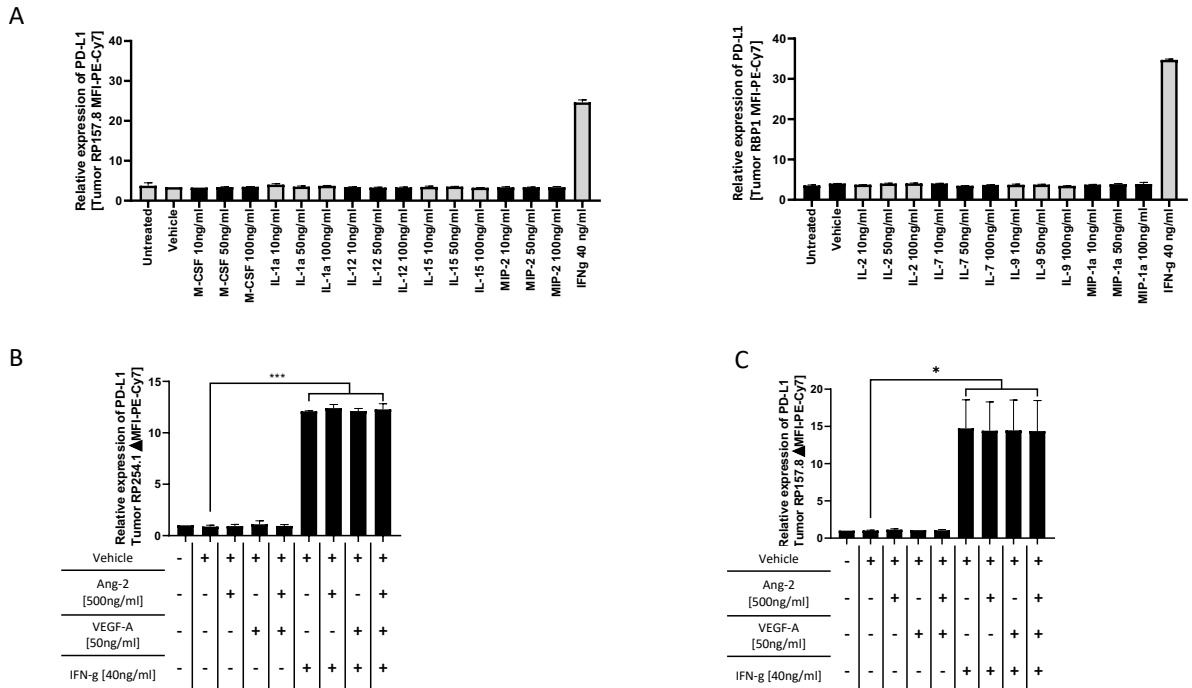 A
Relative expression of PD-L1
[Tumor RP157.8 MFI-PE-Cy7]
40
30
20
10
0
Untreated
Vehicle
M-CSF 10ng/ml
M-CSF 50ng/ml
M-CSF 100ng/ml
IL-1a 10ng/ml
IL-1a 50ng/ml
IL-1a 100ng/ml
IL-12 10ng/ml
IL-12 50ng/ml
IL-12 100ng/ml
IL-15 10ng/ml
IL-15 50ng/ml
IL-15 100ng/ml
MIP-2 10ng/ml
MIP-2 50ng/ml
MIP-2 100ng/ml
IFNg 40 ng/ml
Relative expression of PD-L1
[Tumor RBP1 MFI-PE-Cy7]
40
30
20
10
0
Untreated
Vehicle
IL-2 10ng/ml
IL-2 50ng/ml
IL-2 100ng/ml
IL-7 10ng/ml
IL-7 50ng/ml
IL-7 100ng/ml
IL-9 10ng/ml
IL-9 50ng/ml
IL-9 100ng/ml
MIP-1a 10ng/ml
MIP-1a 50ng/ml
MIP-1a 100ng/ml
IFNg 40 ng/ml
B
Relative expression of PD-L1
Tumor RP254.1 ▲MFI-PE-Cy7]
15
10
5
0
***
Vehicle - + + + + + + + +
Ang-2
[500ng/ml] - - + - + - + - +
VEGF-A
[50ng/ml] - - - + + - - + +
IFN-g [40ng/ml] - - - - - + + + +
C
Relative expression of PD-L1
Tumor RP157.8 ▲MFI-PE-Cy7]
20
15
10
5
0
*
Vehicle - + + + + + + + +
Ang-2
[500ng/ml] - - + - + - + - +
VEGF-A
[50ng/ml] - - - + + - - + +
IFN-g [40ng/ml] - - - - - + + + +